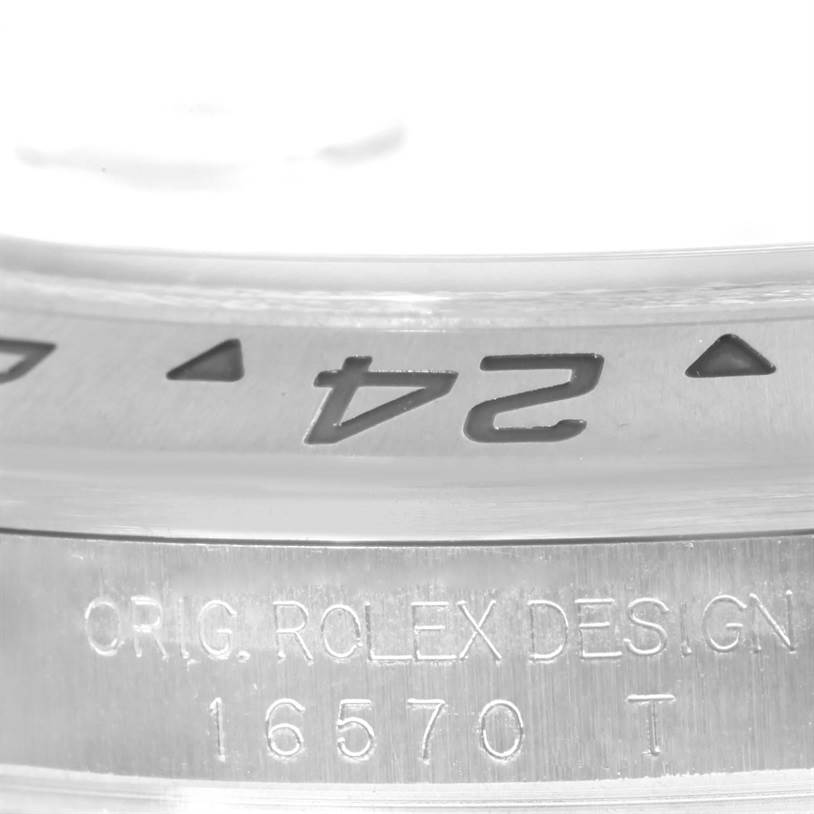 24
ORIG. ROLEX DESIGN
16570 T